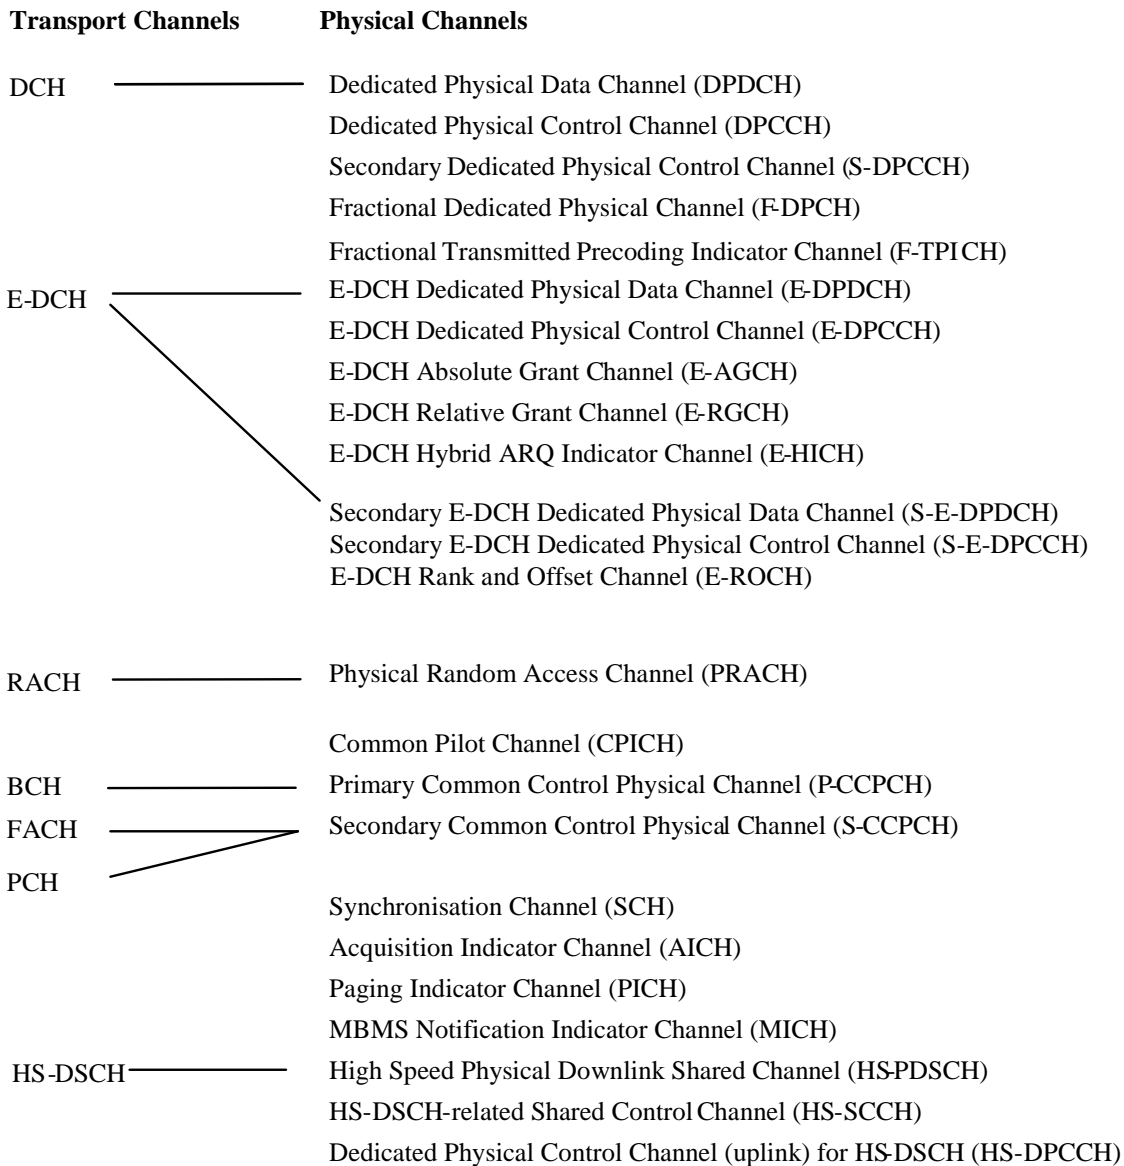 Transport Channels Physical Channels
DCH Dedicated Physical Data Channel (DPDCH)
Dedicated Physical Control Channel (DPCCH)
Secondary Dedicated Physical Control Channel (S-DPCCH)
Fractional Dedicated Physical Channel (F-DPCH)
Fractional Transmitted Precoding Indicator Channel (F-TPICH)
E-DCH E-DCH Dedicated Physical Data Channel (E-DPDCH)
E-DCH Dedicated Physical Control Channel (E-DPCCH)
E-DCH Absolute Grant Channel (E-AGCH)
E-DCH Relative Grant Channel (E-RGCH)
E-DCH Hybrid ARQ Indicator Channel (E-HICH)
Secondary E-DCH Dedicated Physical Data Channel (S-E-DPDCH)
Secondary E-DCH Dedicated Physical Control Channel (S-E-DPCCH)
E-DCH Rank and Offset Channel (E-ROCH)
RACH Physical Random Access Channel (PRACH)
Common Pilot Channel (CPICH)
BCH Primary Common Control Physical Channel (P-CCPCH)
FACH Secondary Common Control Physical Channel (S-CCPCH)
PCH
Synchronisation Channel (SCH)
Acquisition Indicator Channel (AICH)
Paging Indicator Channel (PICH)
MBMS Notification Indicator Channel (MICH)
HS-DSCH High Speed Physical Downlink Shared Channel (HS-PDSCH)
HS-DSCH-related Shared Control Channel (HS-SCCH)
Dedicated Physical Control Channel (uplink) for HS-DSCH (HS-DPCCH)